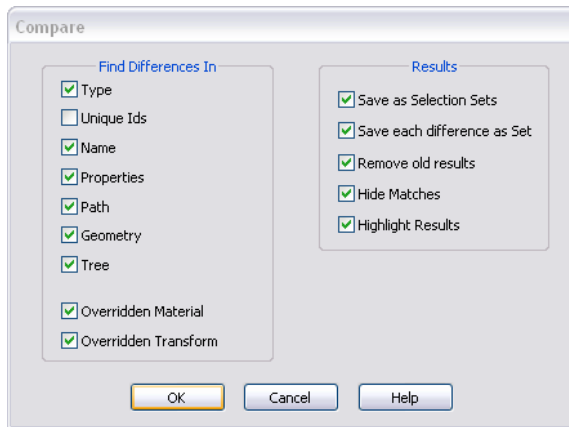 Compare
Find Differences In
Type
Unique Ids
Name
Properties
Path
Geometry
Tree
Overridden Material
Overridden Transform
Results
Save as Selection Sets
Save each difference as Set
Remove old results
Hide Matches
Highlight Results
OK
Cancel
Help